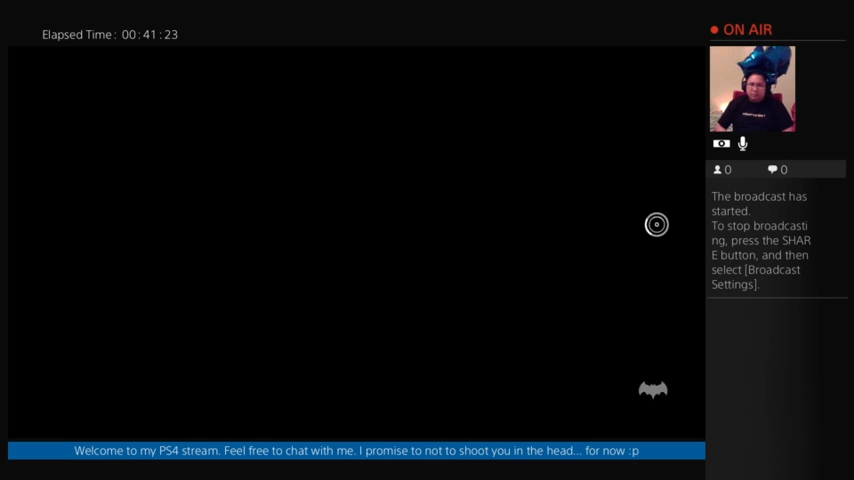 Elapsed Time: 00:41:23
ON AIR
0 0
The broadcast has
started.
To stop broadcasti
ng, press the SHAR
E button, and then
select [Broadcast
Settings].
Welcome to my PS4 stream. Feel free to chat with me. I promise to not to shoot you in the head... for now :p